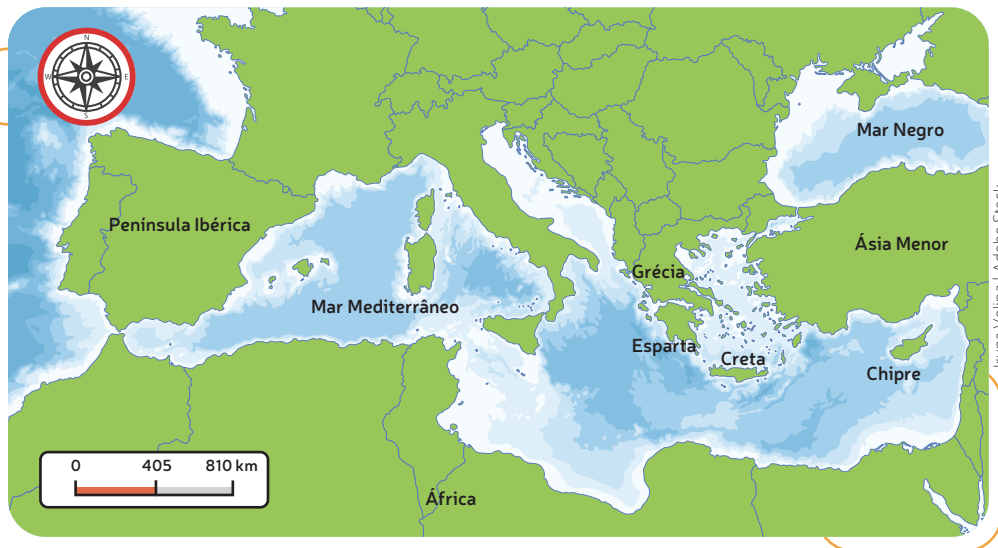 N
W
E
S
Mar Negro
Península Ibérica
Ásia Menor
Grécia
Mar Mediterrâneo
Esparta
Creta
Chipre
0 405 810 km
África